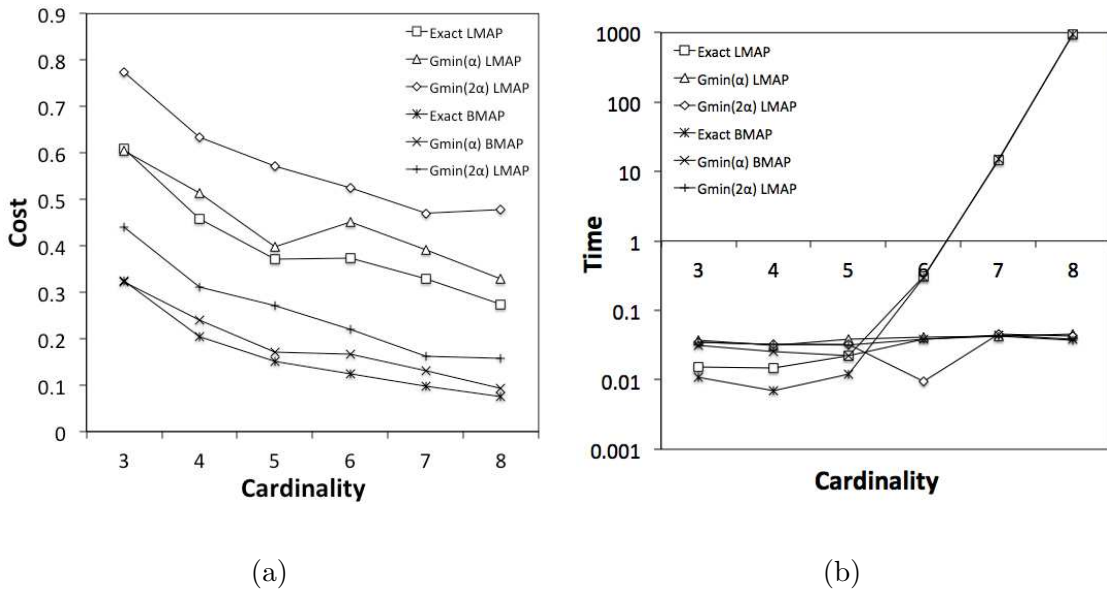 0.9
0.8
0.7
0.6
0.5
0.4
0.3
0.2
0.1
0
Cost
3 4 5 6 7 8
Cardinality
Exact LMAP
Gmin(α) LMAP
Gmin(2α) LMAP
Exact BMAP
Gmin(α) BMAP
Gmin(2α) LMAP
(a)
1000
100
10
1
0.1
0.01
0.001
Time
3 4 5 6 7 8
Cardinality
Exact LMAP
Gmin(α) LMAP
Gmin(2α) LMAP
Exact BMAP
Gmin(α) BMAP
Gmin(2α) LMAP
(b)